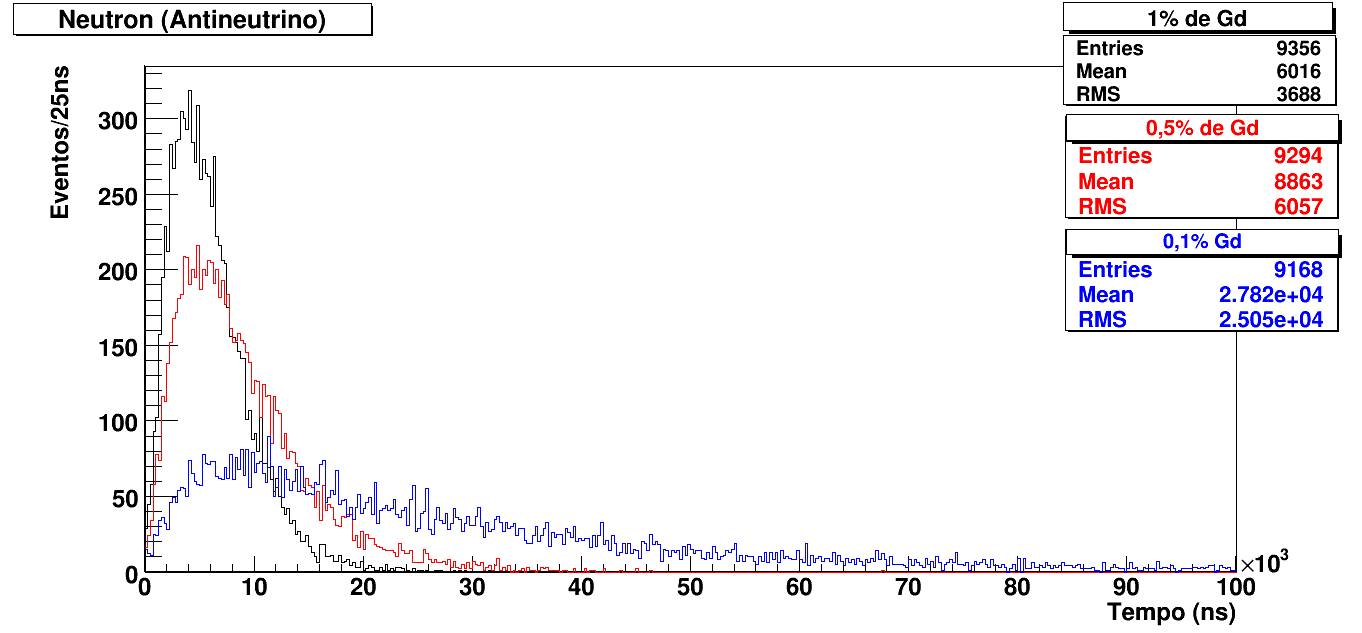 Neutron (Antineutrino)
1% de Gd
Entries 9356
Mean 6016
RMS 3688
0,5% de Gd
Entries 9294
Mean 8863
RMS 6057
0,1% Gd
Entries 9168
Mean 2.782e+04
RMS 2.505e+04
Eventos/25ns
300
250
200
150
100
50
0
0 10 20 30 40 50 60 70 80 90 100
×10³
Tempo (ns)